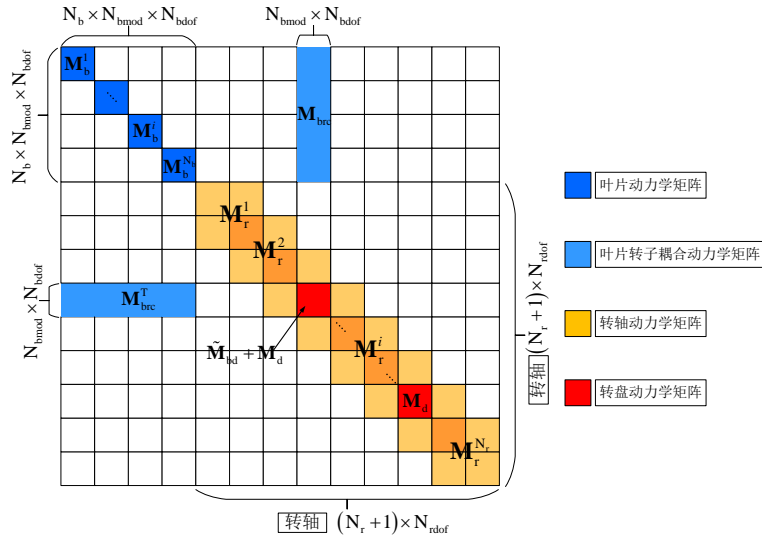 N_b × N_bmod × N_bdof
N_bmod × N_bdof
N_b × N_bmod × N_bdof
M_b^1
⋱
M_b^i
M_b^{N_b}
M_brc
M_r^1
M_r^2
N_bmod × N_bdof
M_brc^T
M̃_bd + M_d
⋱
M_r^i
⋱
M_d
M_r^{N_r}
转轴 (N_r + 1) × N_rdof
转轴 (N_r + 1) × N_rdof
叶片动力学矩阵
叶片转子耦合动力学矩阵
转轴动力学矩阵
转盘动力学矩阵